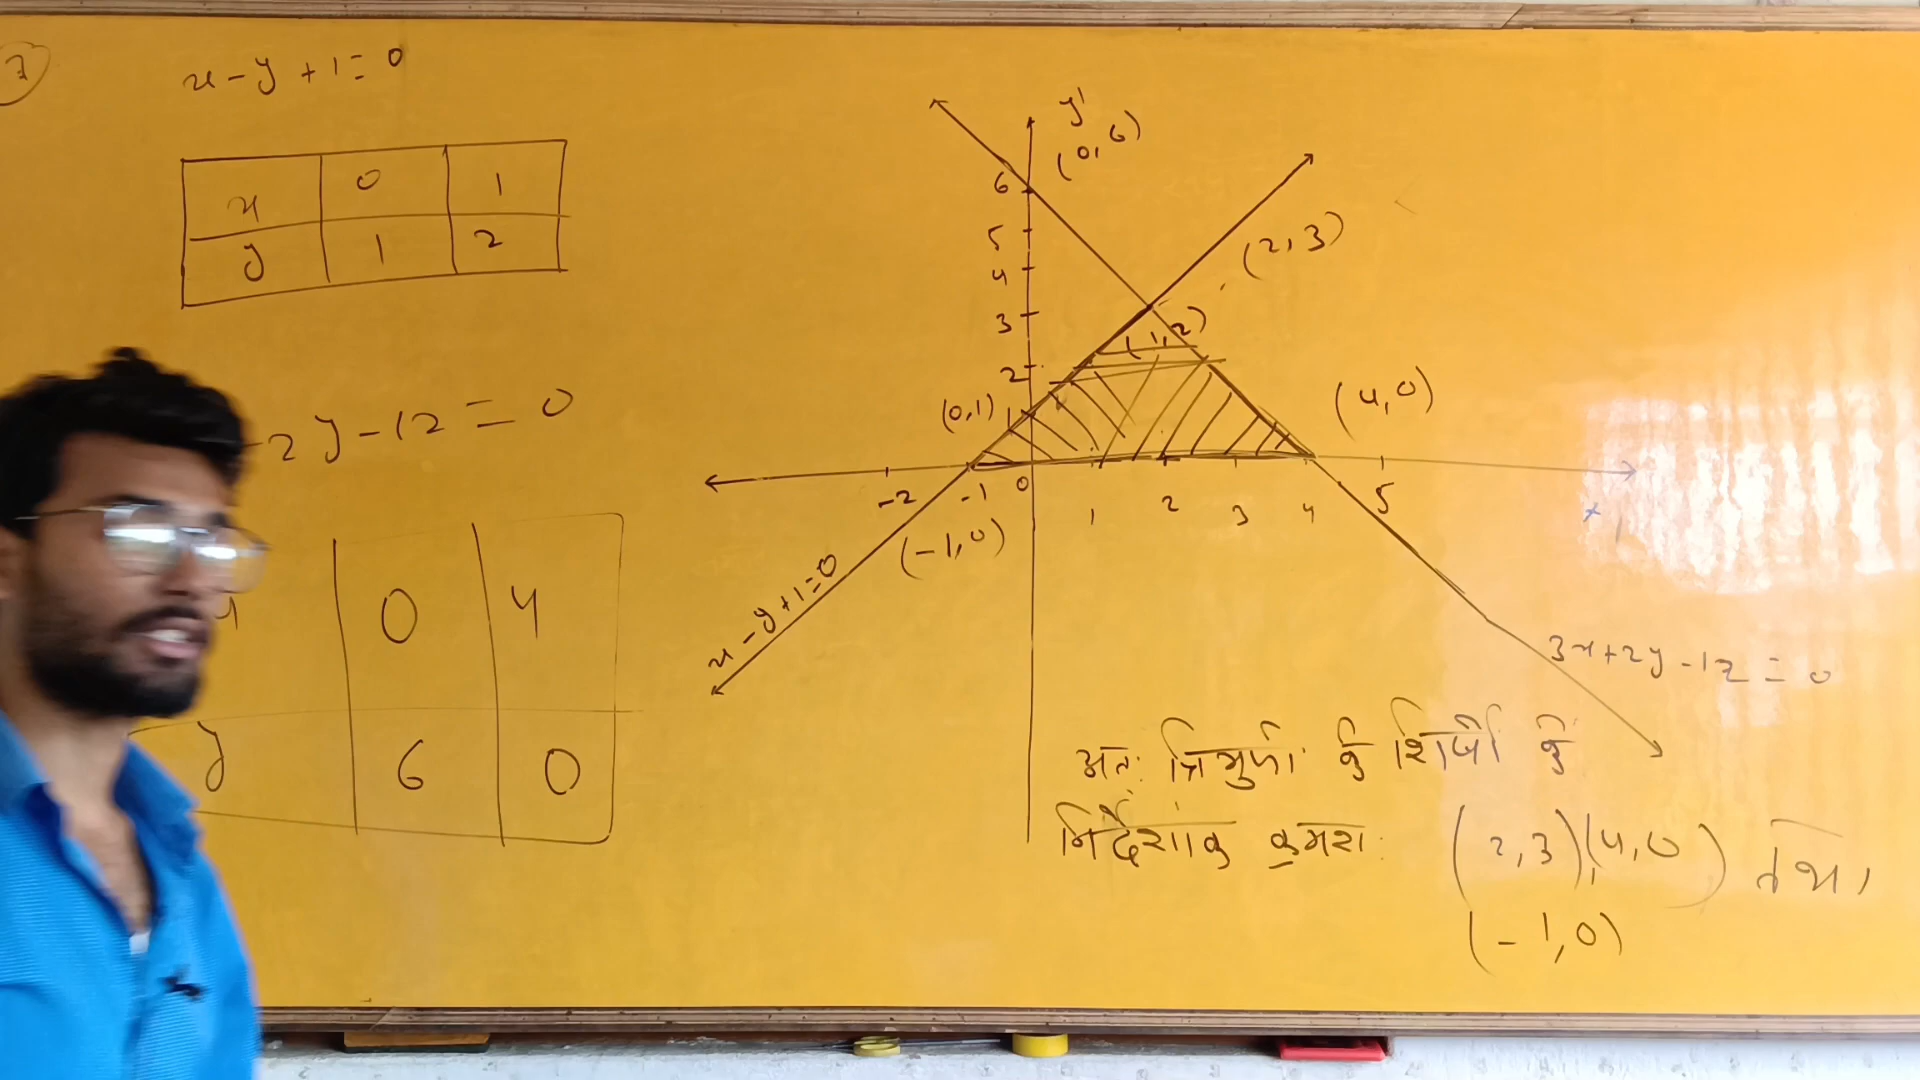 7
x - y + 1 = 0
x 0 1
y 1 2
2y - 12 = 0
x 0 4
y 6 0
y'
(0, 6)
6
5
4
3
2
1
(2, 3)
(1, 2)
(0, 1)
(4, 0)
-2 -1 0 1 2 3 4 5
x
(-1, 0)
x - y + 1 = 0
3x + 2y - 12 = 0
अतः त्रिभुजों के शिर्षो के
निर्देशांक क्रमशः (2, 3), (4, 0) तथा
(-1, 0)